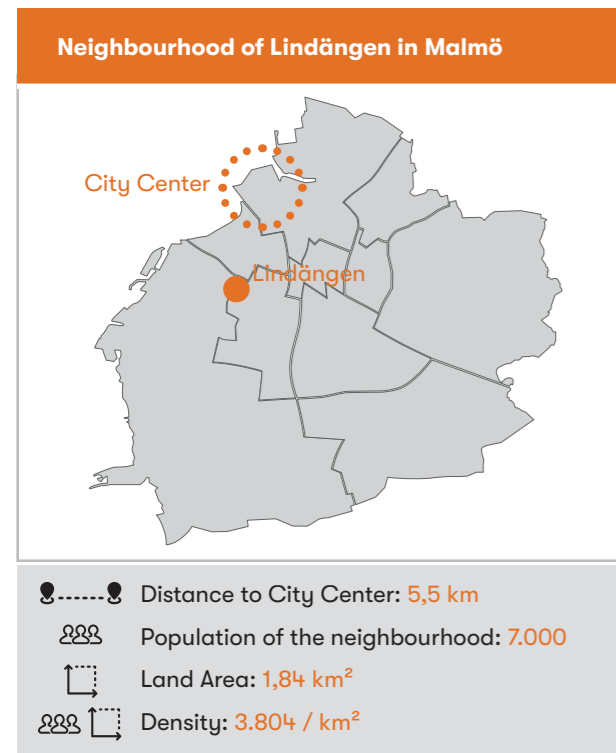 Neighbourhood of Lindängen in Malmö
City Center
Lindängen
Distance to City Center: 5,5 km
Population of the neighbourhood: 7.000
Land Area: 1,84 km²
Density: 3.804 / km²